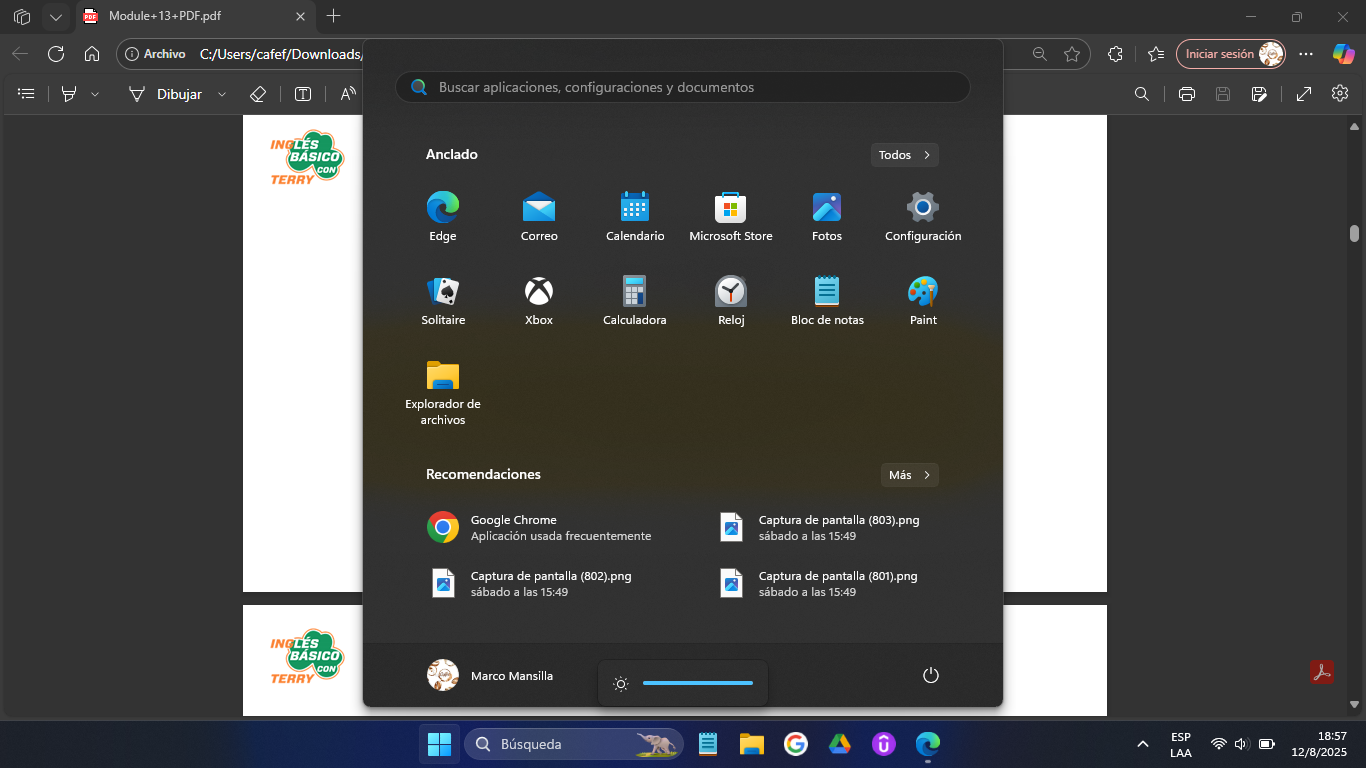 Module+13+PDF.pdf
Archivo
C:/Users/cafef/Downloads/
Iniciar sesión
Dibujar
INGLÉS
BÁSICO
CON
TERRY
Buscar aplicaciones, configuraciones y documentos
Anclado
Todos
Edge
Correo
Calendario
Microsoft Store
Fotos
Configuración
Solitaire
Xbox
Calculadora
Reloj
Bloc de notas
Paint
Explorador de
archivos
Recomendaciones
Más
Google Chrome
Aplicación usada frecuentemente
Captura de pantalla (803).png
sábado a las 15:49
Captura de pantalla (802).png
sábado a las 15:49
Captura de pantalla (801).png
sábado a las 15:49
INGLÉS
BÁSICO
CON
TERRY
Marco Mansilla
Búsqueda
ESP
LAA
18:57
12/8/2025